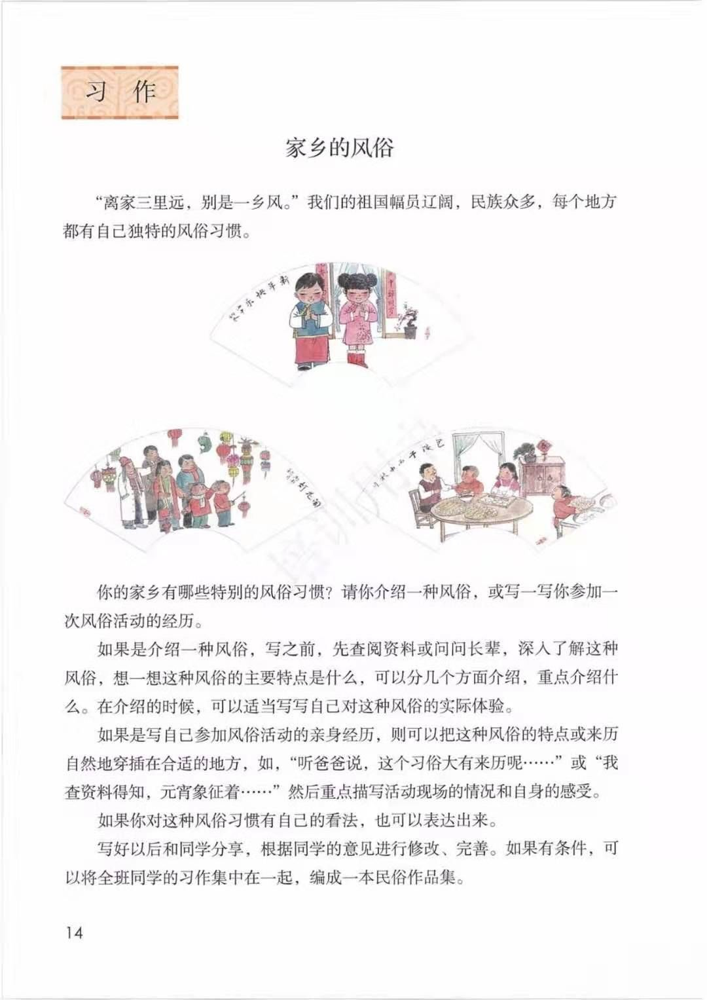 习 作
家乡的风俗
“离家三里远，别是一乡风。”我们的祖国幅员辽阔，民族众多，每个地方
都有自己独特的风俗习惯。
新年快乐
包饺子
闹花灯
你的家乡有哪些特别的风俗习惯？请你介绍一种风俗，或写一写你参加一
次风俗活动的经历。
如果是介绍一种风俗，写之前，先查阅资料或问问长辈，深入了解这种
风俗，想一想这种风俗的主要特点是什么，可以分几个方面介绍，重点介绍什
么。在介绍的时候，可以适当写写自己对这种风俗的实际体验。
如果是写自己参加风俗活动的亲身经历，则可以把这种风俗的特点或来历
自然地穿插在合适的地方，如，“听爸爸说，这个习俗大有来历呢……”或“我
查资料得知，元宵象征着……”然后重点描写活动现场的情况和自身的感受。
如果你对这种风俗习惯有自己的看法，也可以表达出来。
写好以后和同学分享，根据同学的意见进行修改、完善。如果有条件，可
以将全班同学的习作集中在一起，编成一本民俗作品集。
14